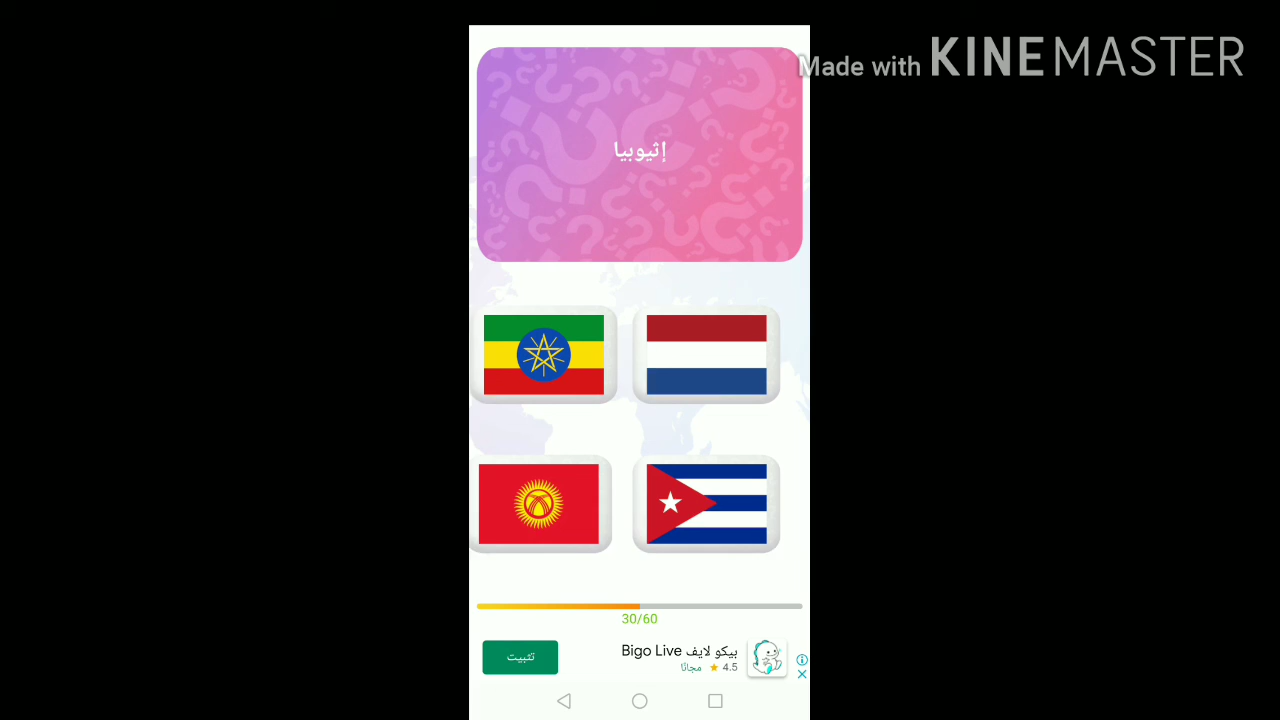 Made with KINEMASTER
إثيوبيا
30/60
تثبيت
بيكو لايف Bigo Live
4.5 ★ مجانًا